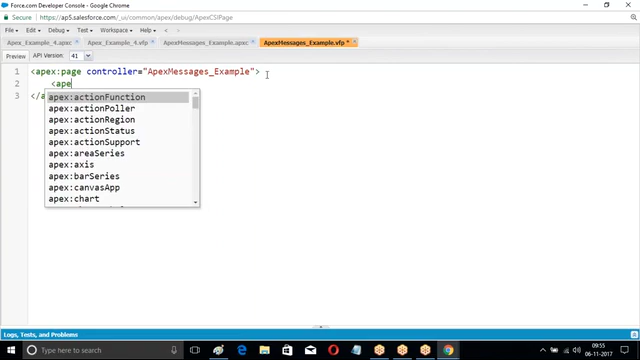 Force.com Developer Console - Google Chrome
Secure https://ap5.salesforce.com/_ui/common/apex/debug/ApexCSIPage
File Edit Debug Test Workspace Help
Apex_Example_4.apxc Apex_Example_4.vfp ApexMessages_Example.apxc ApexMessages_Example.vfp *
Preview API Version: 41
1 <apex:page controller="ApexMessages_Example">
2 <ape
3 </a
apex:actionFunction
apex:actionPoller
apex:actionRegion
apex:actionStatus
apex:actionSupport
apex:areaSeries
apex:axis
apex:barSeries
apex:canvasApp
apex:chart
Logs, Tests, and Problems
Type here to search
09:55
06-11-2017